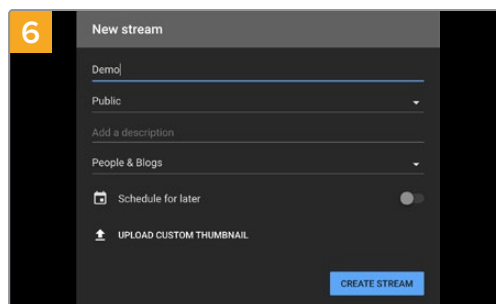 6
New stream
Demo
Public
Add a description
People & Blogs
Schedule for later
UPLOAD CUSTOM THUMBNAIL
CREATE STREAM